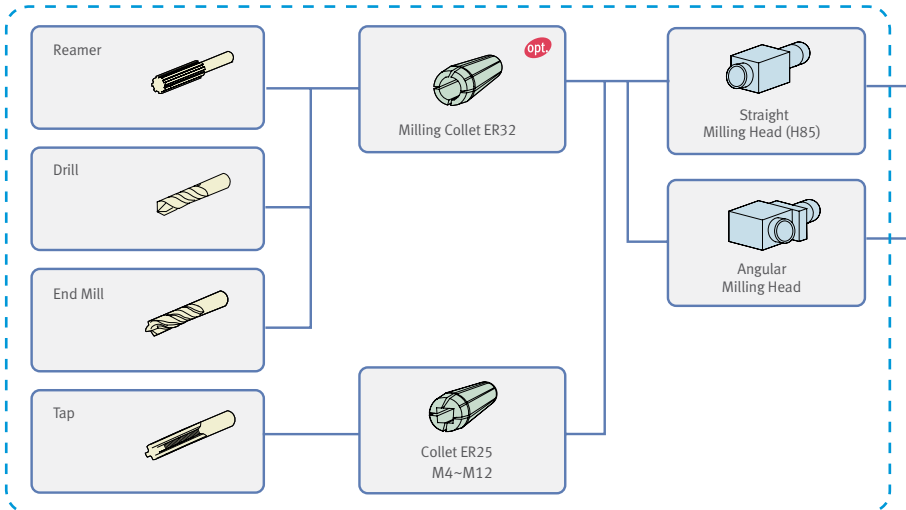 Reamer
Drill
End Mill
Tap
opt.
Milling Collet ER32
Collet ER25
M4~M12
Straight
Milling Head (H85)
Angular
Milling Head